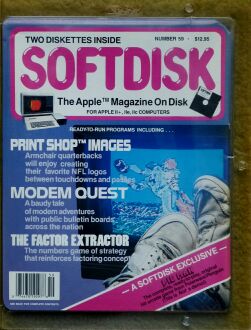 TWO DISKETTES INSIDE
NUMBER 59 · $12.95
SOFTDISK
The Apple™ Magazine On Disk
FOR APPLE II+, IIe, IIc COMPUTERS
READY-TO-RUN PROGRAMS INCLUDING . . .
PRINT SHOP™ IMAGES
Armchair quarterbacks
will enjoy creating
their favorite NFL logos
between touchdowns and passes
MODEM QUEST
A baudy tale
of modem adventures
with public bulletin boards
across the nation
THE FACTOR EXTRACTOR
The numbers game of strategy
that reinforces factoring concepts
— A SOFTDISK EXCLUSIVE —